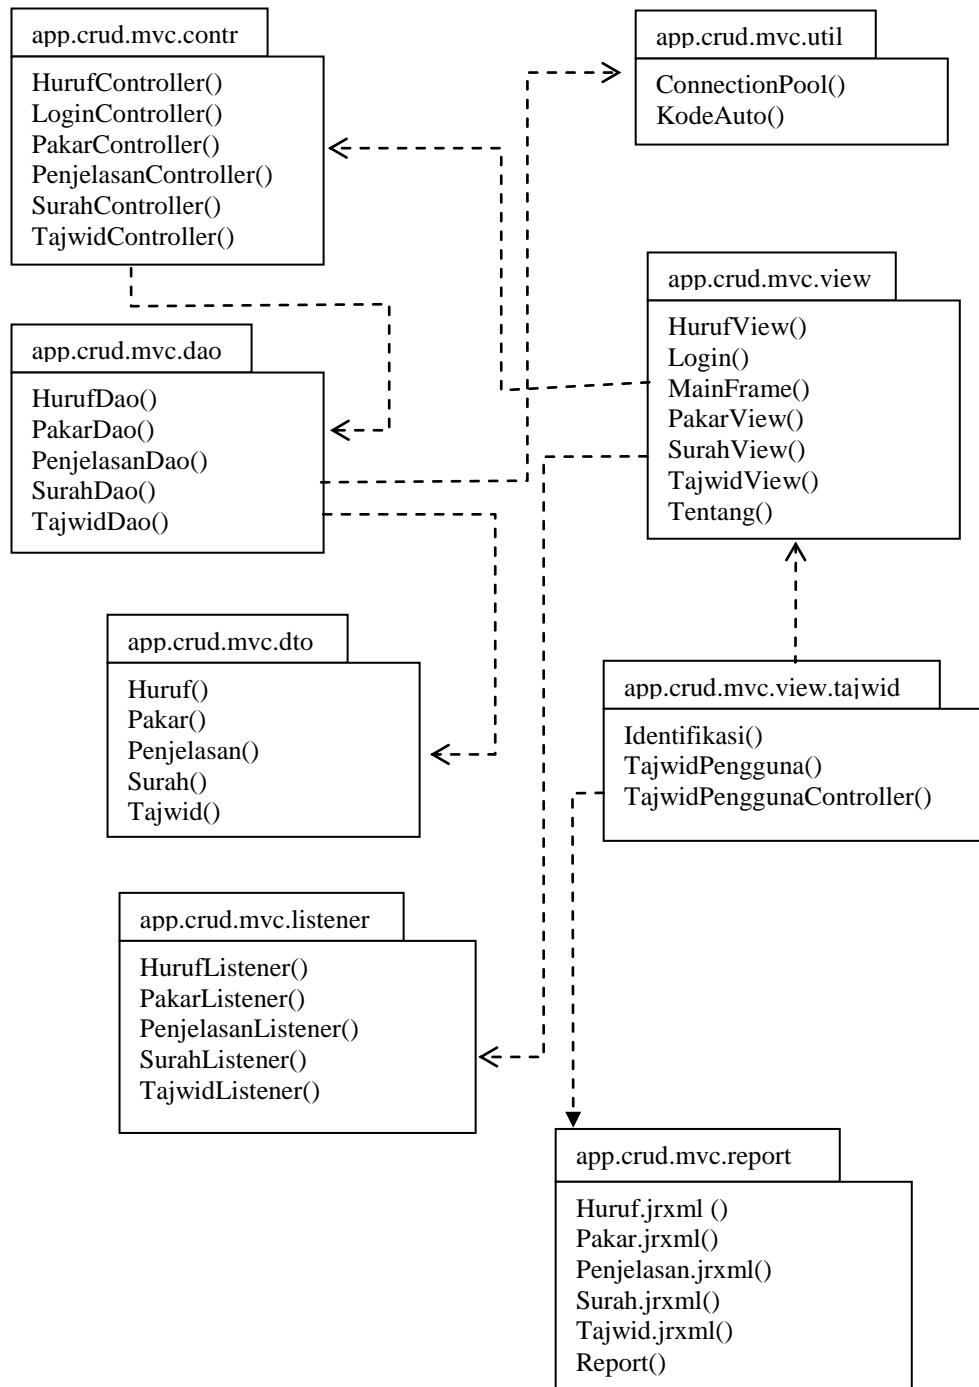 app.crud.mvc.contr
HurufController()
LoginController()
PakarController()
PenjelasanController()
SurahController()
TajwidController()
app.crud.mvc.util
ConnectionPool()
KodeAuto()
app.crud.mvc.dao
HurufDao()
PakarDao()
PenjelasanDao()
SurahDao()
TajwidDao()
app.crud.mvc.view
HurufView()
Login()
MainFrame()
PakarView()
SurahView()
TajwidView()
Tentang()
app.crud.mvc.dto
Huruf()
Pakar()
Penjelasan()
Surah()
Tajwid()
app.crud.mvc.view.tajwid
Identifikasi()
TajwidPengguna()
TajwidPenggunaController()
app.crud.mvc.listener
HurufListener()
PakarListener()
PenjelasanListener()
SurahListener()
TajwidListener()
app.crud.mvc.report
Huruf.jrxml ()
Pakar.jrxml()
Penjelasan.jrxml()
Surah.jrxml()
Tajwid.jrxml()
Report()